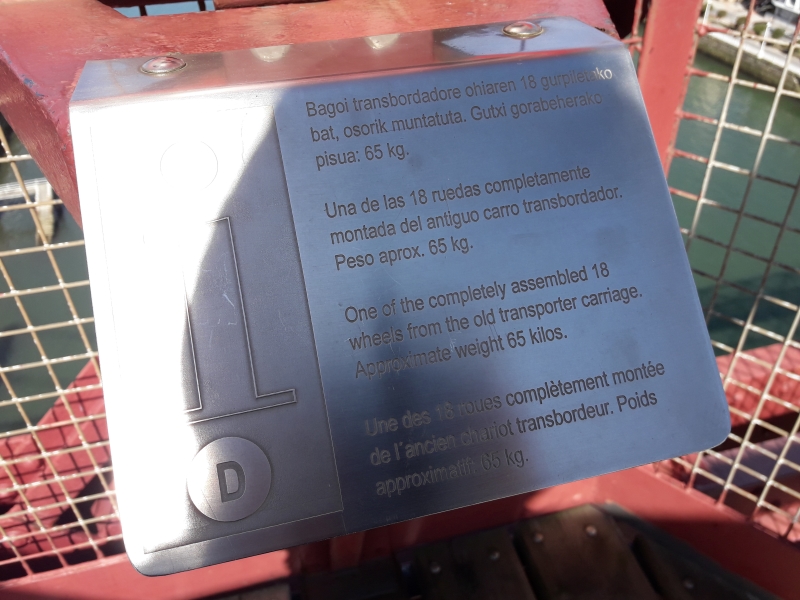 Bagoi transbordadore ohiaren 18 gurpiletako
bat, osorik muntatuta. Gutxi gorabeherako
pisua: 65 kg.
Una de las 18 ruedas completamente
montada del antiguo carro transbordador.
Peso aprox. 65 kg.
One of the completely assembled 18
wheels from the old transporter carriage.
Approximate weight 65 kilos.
Une des 18 roues complètement montée
de l´ancien chariot transbordeur. Poids
approximatif: 65 kg.
i
D